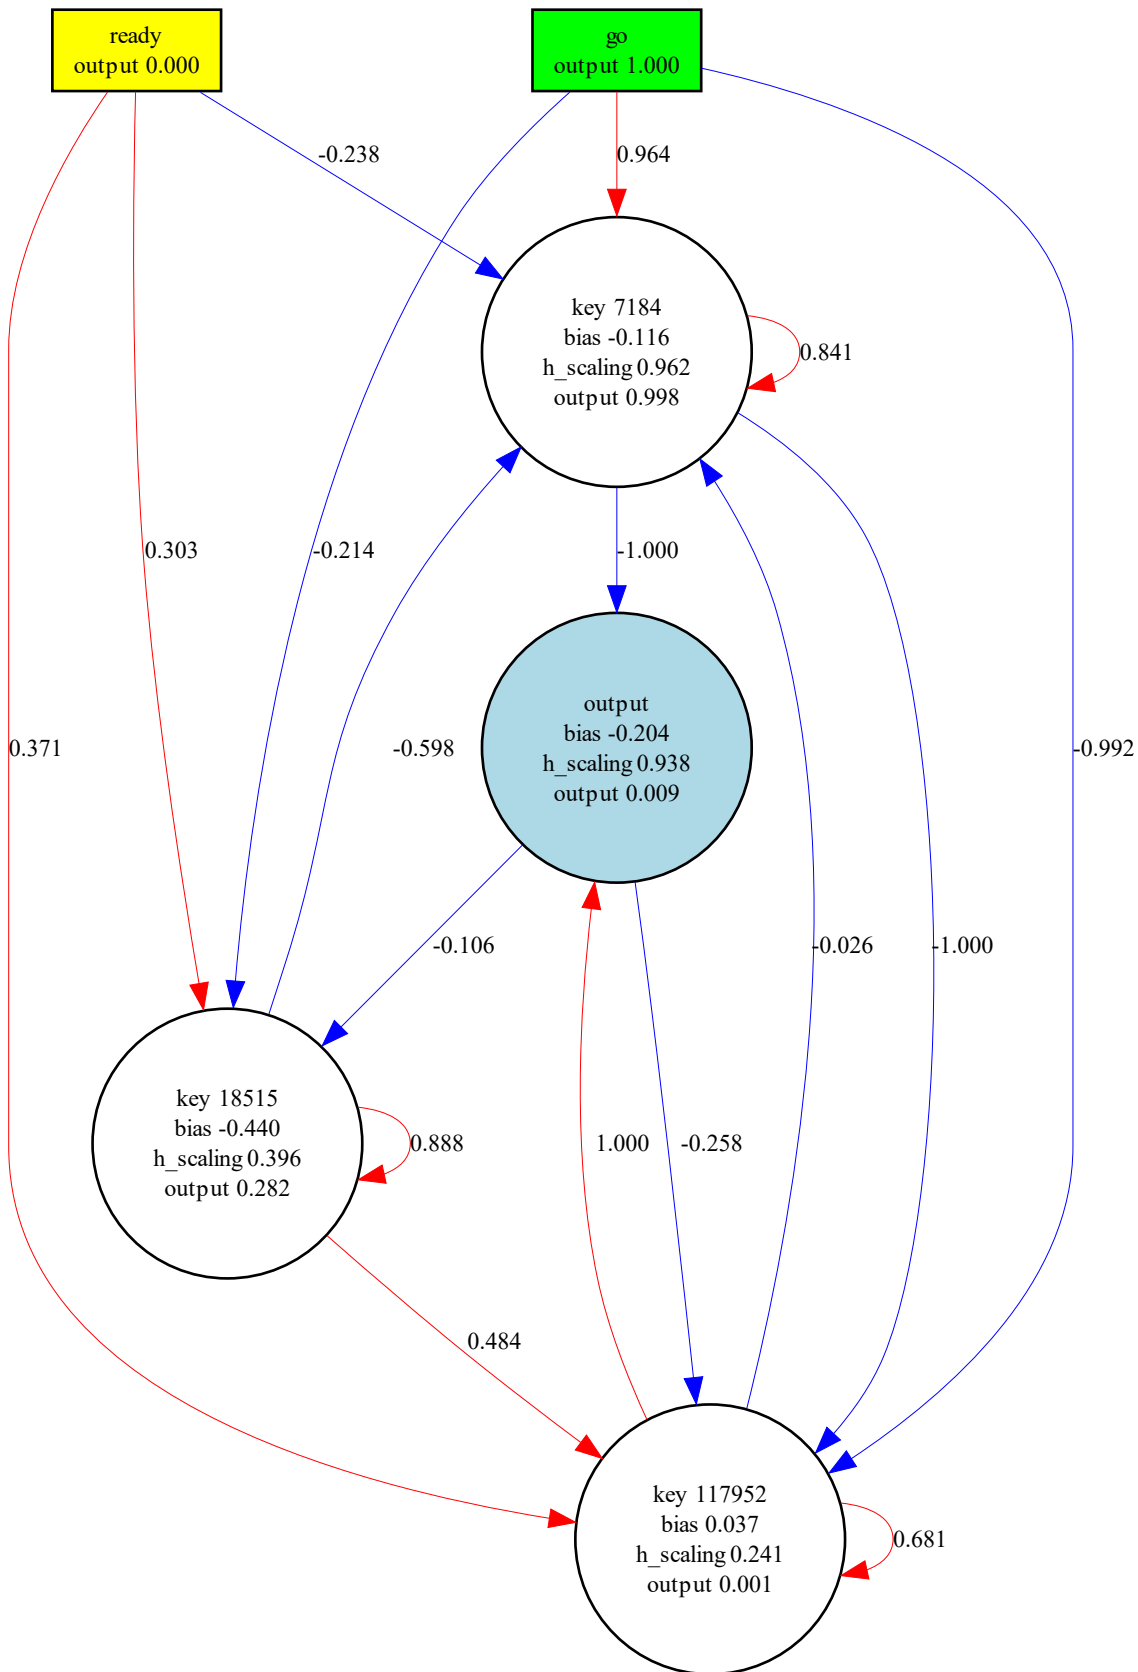 ready
output 0.000
go
output 1.000
-0.238
0.964
key 7184
bias -0.116
h_scaling 0.962
output 0.998
0.841
0.303
-0.214
-1.000
output
bias -0.204
h_scaling 0.938
output 0.009
0.371
-0.598
-0.992
-0.106
-0.026
-1.000
key 18515
bias -0.440
h_scaling 0.396
output 0.282
0.888
1.000
-0.258
0.484
key 117952
bias 0.037
h_scaling 0.241
output 0.001
0.681